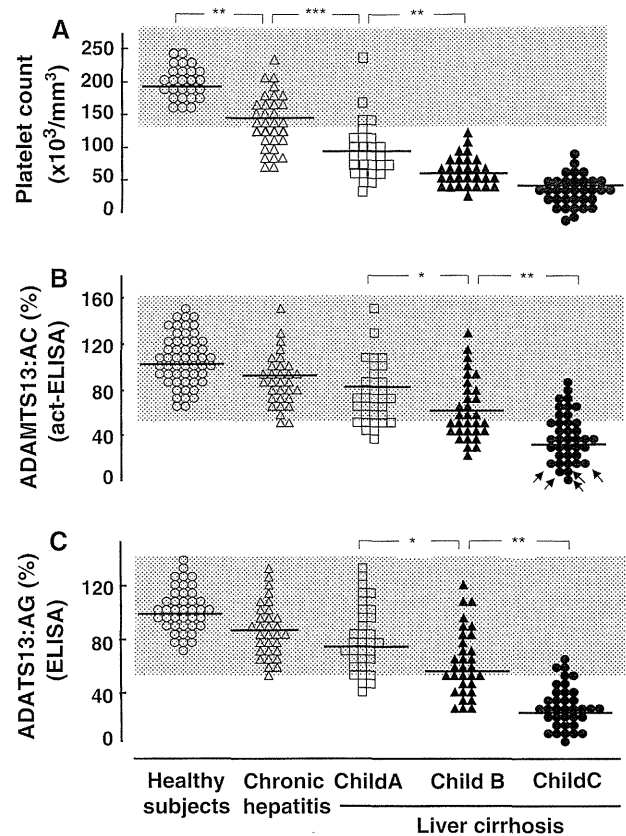 ** *** **
A
Platelet count
(x10³/mm³)
250
200
150
100
50
0
* **
B
ADAMTS13:AC (%)
(act-ELISA)
160
120
80
40
0
* **
C
ADATS13:AG (%)
(ELISA)
120
80
40
0
Healthy subjects
Chronic hepatitis
ChildA
Child B
ChildC
Liver cirrhosis